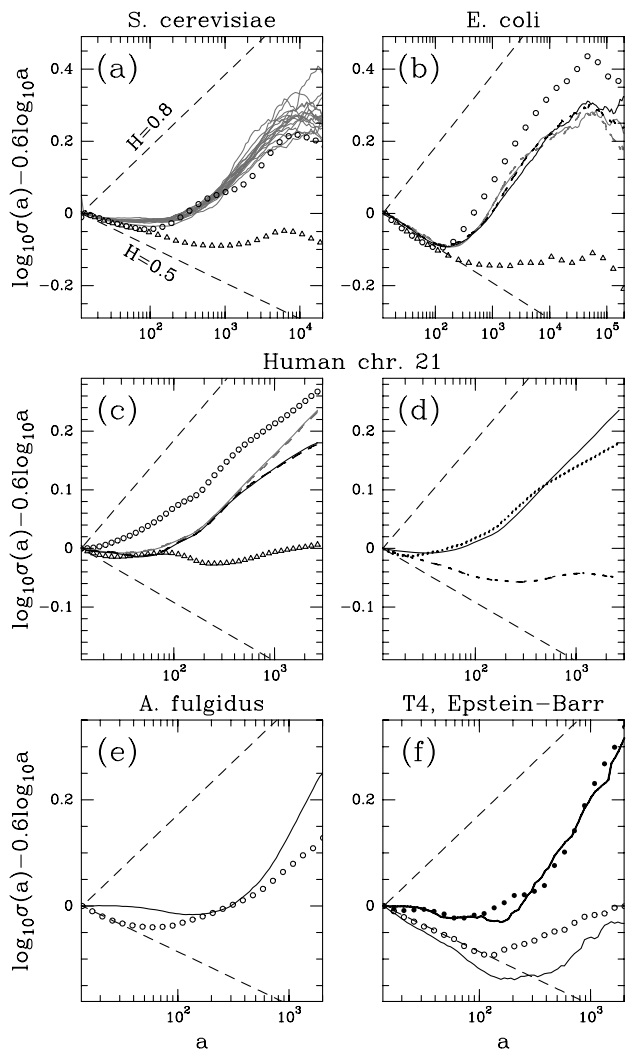 S. cerevisiae E. coli
(a) (b)
H=0.8
H=0.5
log₁₀σ(a)−0.6log₁₀a
0.4 0.4
0.2 0.2
0 0
−0.2 −0.2
10² 10³ 10⁴ 10² 10³ 10⁴ 10⁵
Human chr. 21
(c) (d)
log₁₀σ(a)−0.6log₁₀a
0.2 0.2
0.1 0.1
0 0
−0.1 −0.1
10² 10³ 10² 10³
A. fulgidus T4, Epstein−Barr
(e) (f)
log₁₀σ(a)−0.6log₁₀a
0.2 0.2
0 0
10² 10³ 10² 10³
a a